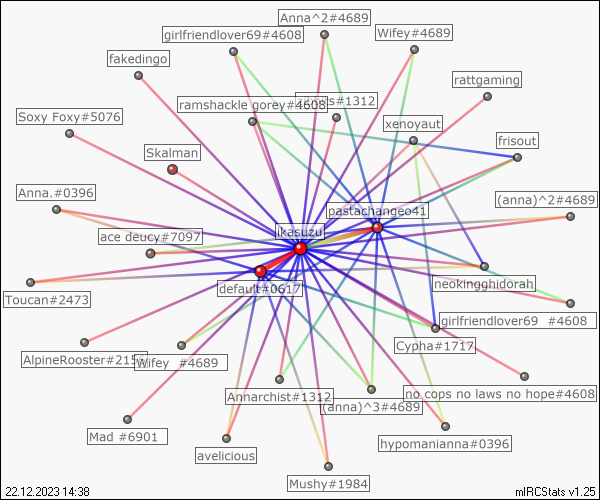 Anna^2#4689
girlfriendlover69#4608
Wifey#4689
fakedingo
rattgaming
ramshackle gorey#4608
#1312
Soxy Foxy#5076
xenoyaut
frisout
Skalman
Anna.#0396
(anna)^2#4689
pastachangeo41
ikasuzu
ace deucy#7097
default#0617
neokingghidorah
Toucan#2473
girlfriendlover69 #4608
Cypha#1717
AlpineRooster#215
Wifey #4689
Annarchist#1312
no cops no laws no hope#4608
(anna)^3#4689
Mad #6901
hypomanianna#0396
avelicious
Mushy#1984
22.12.2023 14:38
mIRCStats v1.25